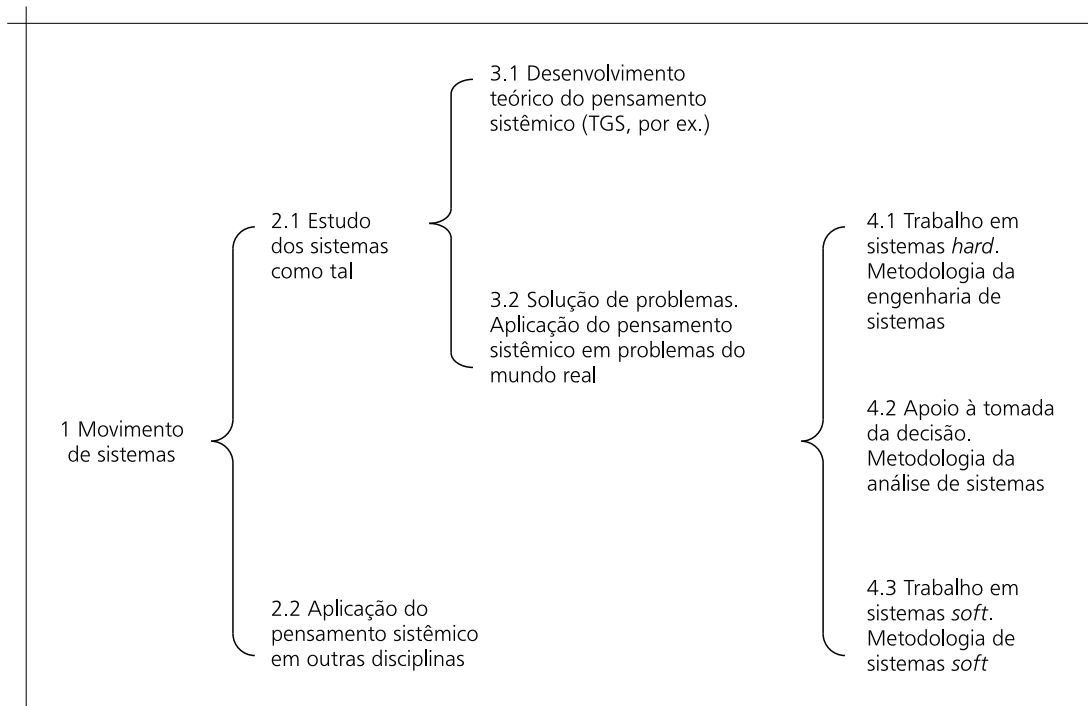 1 Movimento
de sistemas
2.1 Estudo
dos sistemas
como tal
2.2 Aplicação do
pensamento sistêmico
em outras disciplinas
3.1 Desenvolvimento
teórico do pensamento
sistêmico (TGS, por ex.)
3.2 Solução de problemas.
Aplicação do pensamento
sistêmico em problemas do
mundo real
4.1 Trabalho em
sistemas hard.
Metodologia da
engenharia de
sistemas
4.2 Apoio à tomada
da decisão.
Metodologia da
análise de sistemas
4.3 Trabalho em
sistemas soft.
Metodologia de
sistemas soft